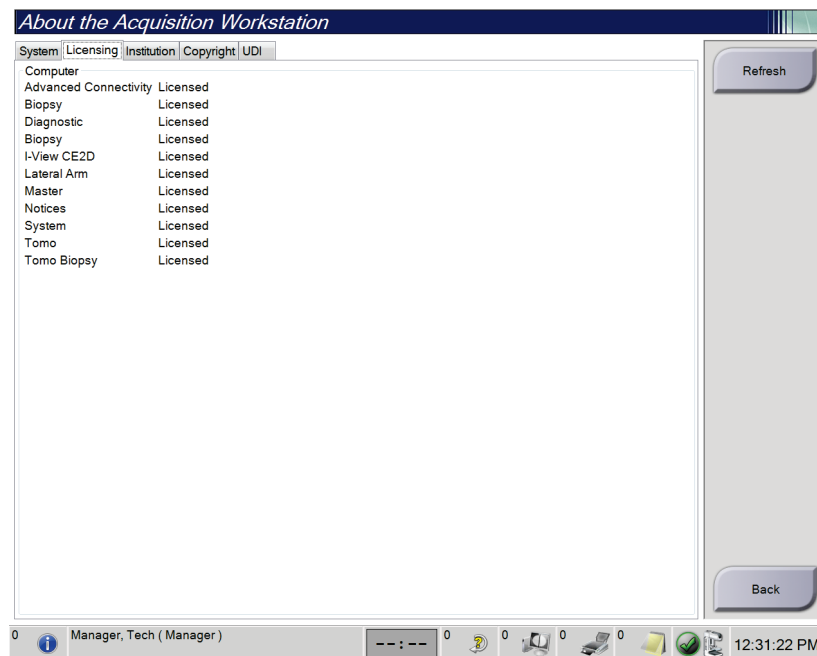 About the Acquisition Workstation
System Licensing Institution Copyright UDI
Computer
Advanced Connectivity Licensed
Biopsy Licensed
Diagnostic Licensed
Biopsy Licensed
I-View CE2D Licensed
Lateral Arm Licensed
Master Licensed
Notices Licensed
System Licensed
Tomo Licensed
Tomo Biopsy Licensed
Refresh
Back
0 Manager, Tech ( Manager ) --:-- 0 0 0 0 12:31:22 PM